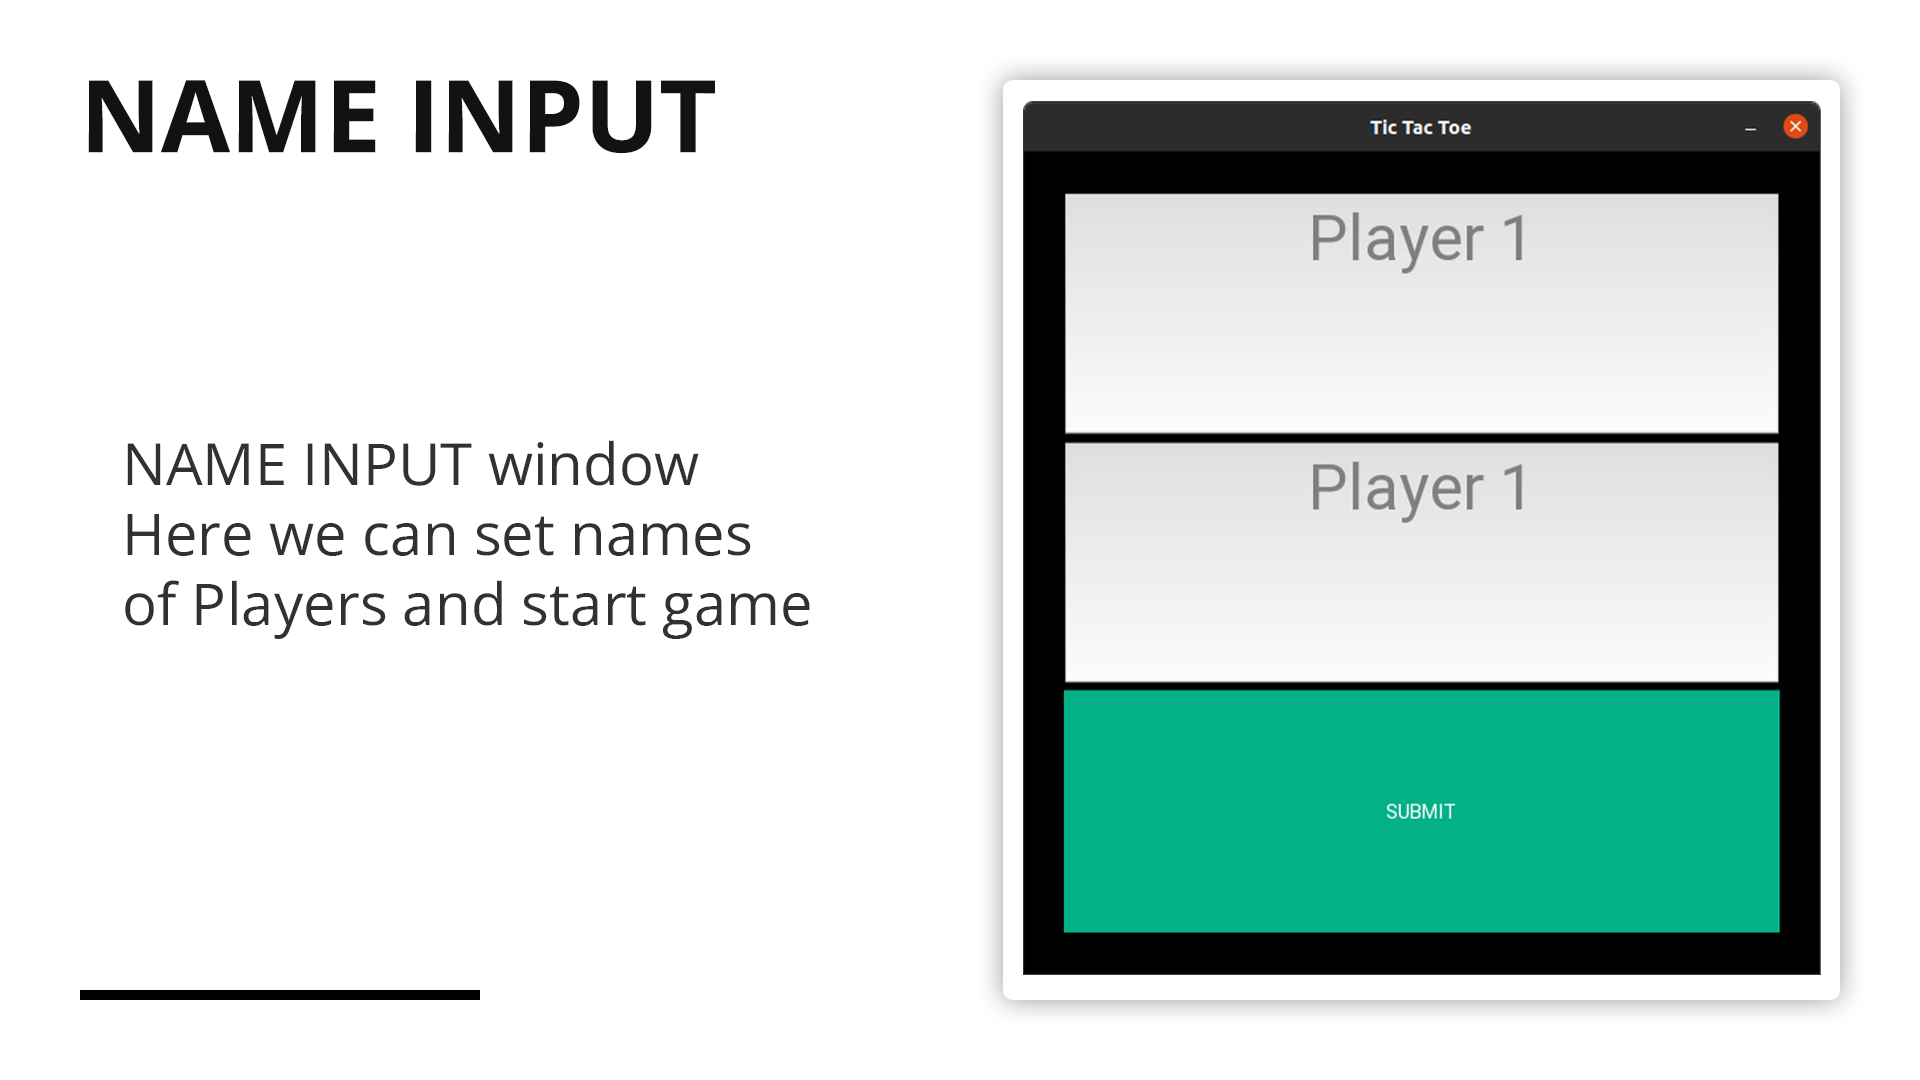 NAME INPUT
NAME INPUT window
Here we can set names
of Players and start game
Tic Tac Toe
Player 1
Player 1
SUBMIT